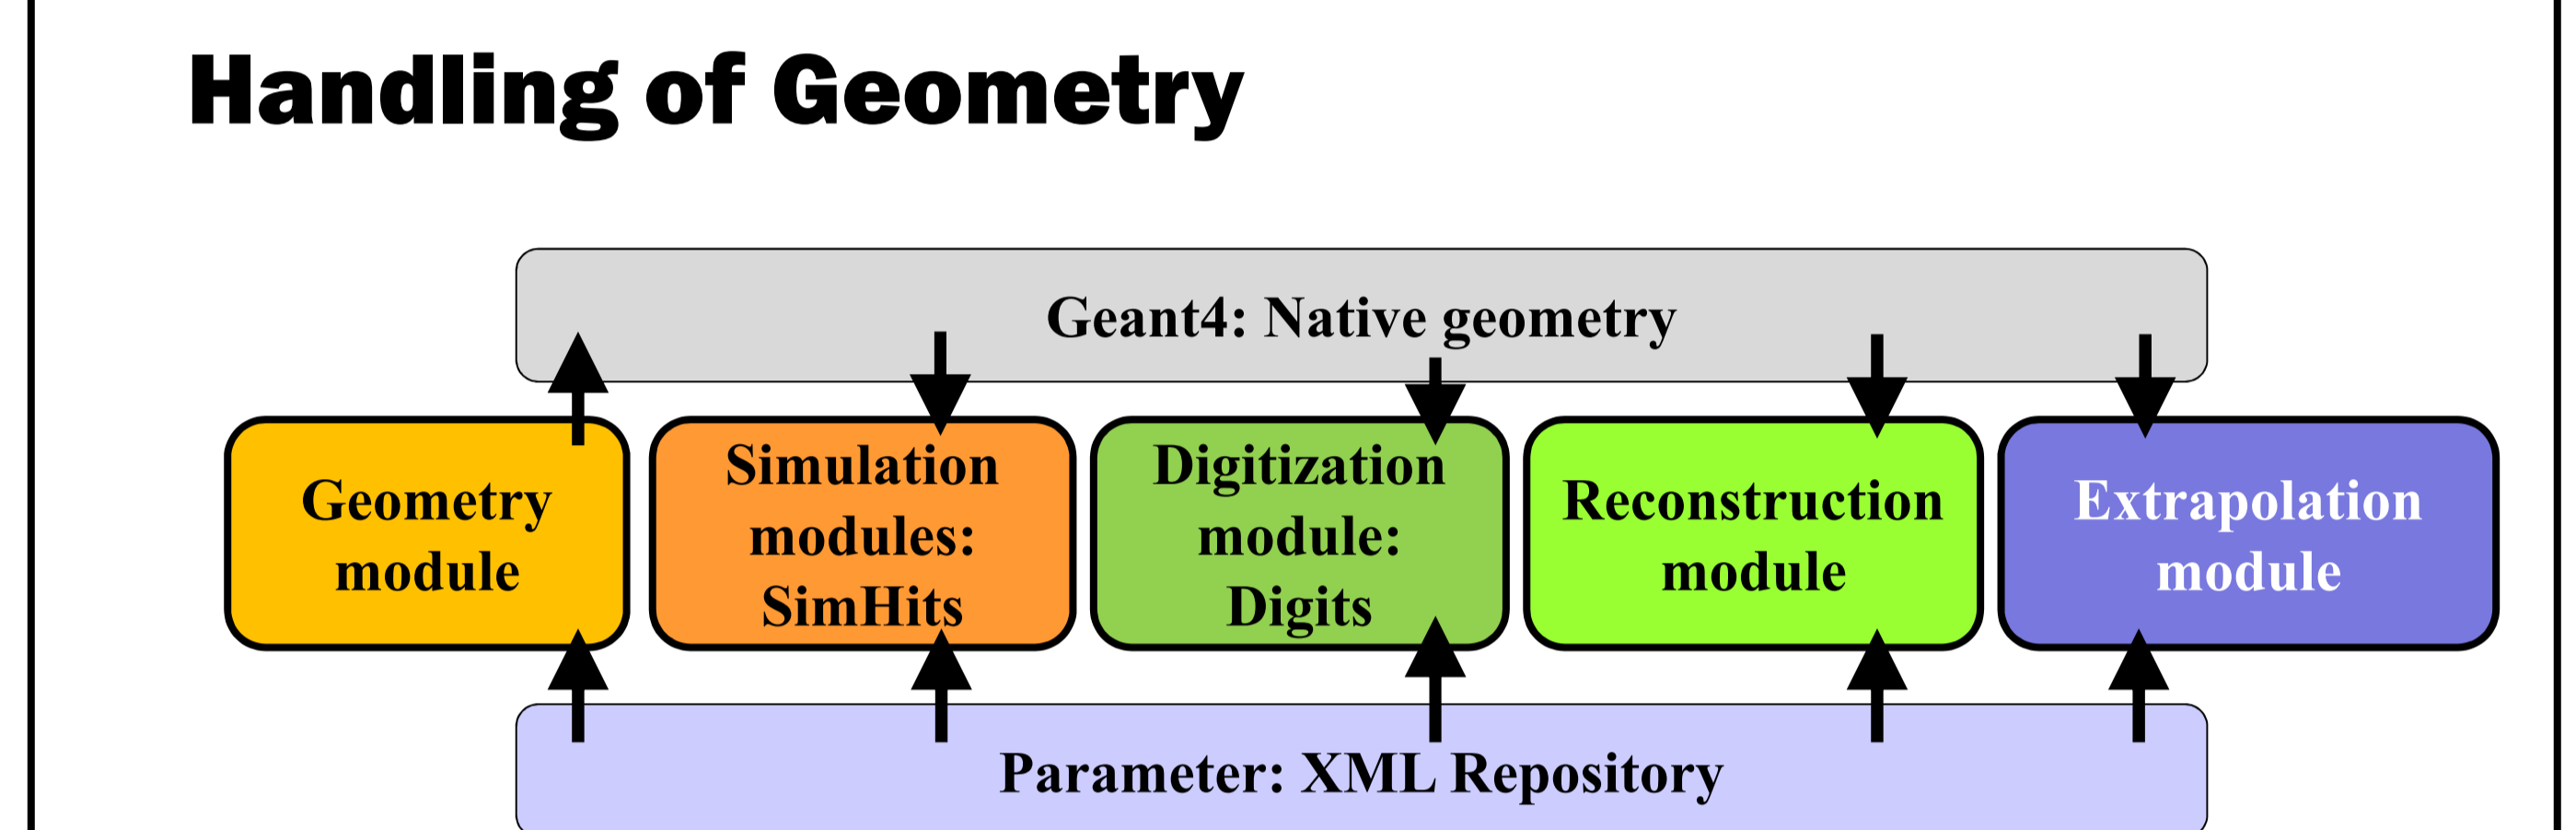 Handling of Geometry
Geant4: Native geometry
Geometry
module
Simulation
modules:
SimHits
Digitization
module:
Digits
Reconstruction
module
Extrapolation
module
Parameter: XML Repository